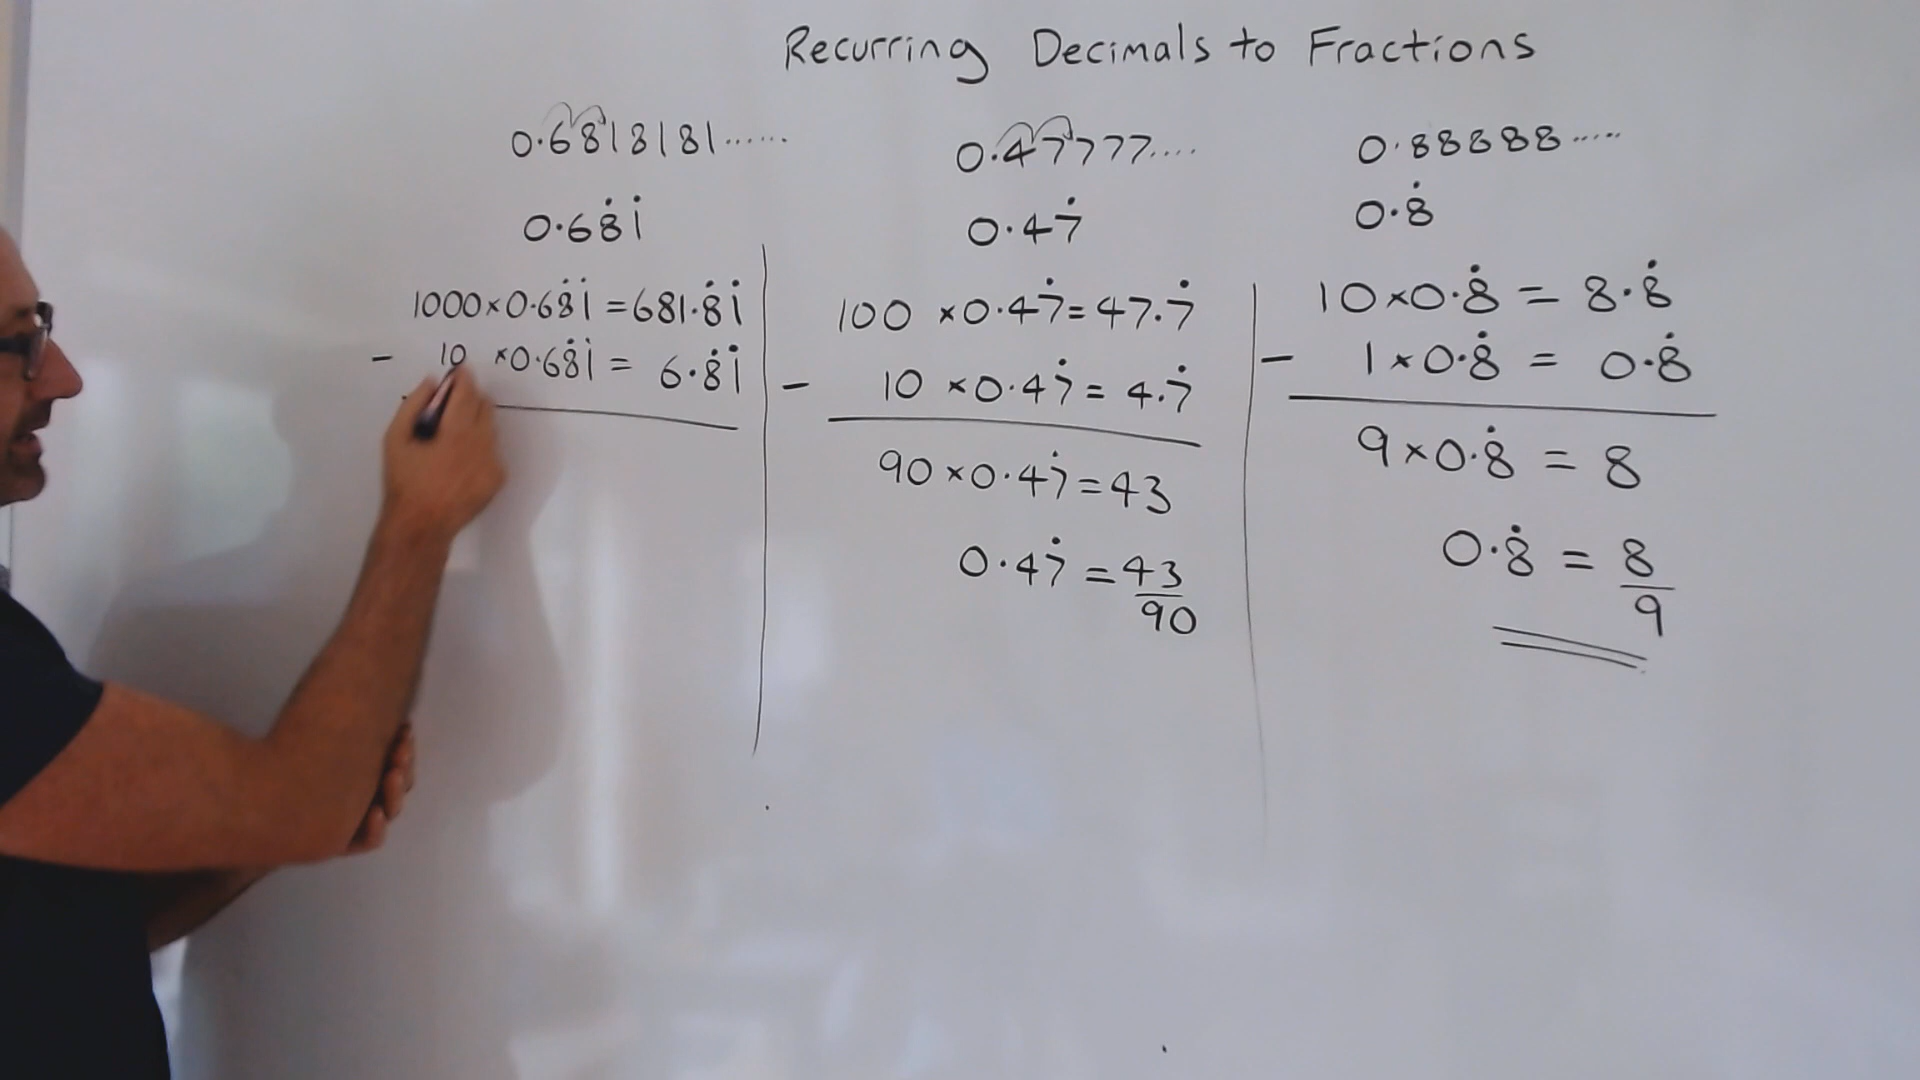 Recurring Decimals to Fractions
0.6818181......
0.68̇1̇
1000×0.68̇1̇=681.8̇1̇
- 10 ×0.68̇1̇= 6.8̇1̇
0.47777....
0.47̇
100 ×0.47̇=47.7̇
- 10 ×0.47̇= 4.7̇
90×0.47̇=43
0.47̇=43
90
0.88888.....
0.8̇
10×0.8̇ = 8.8̇
- 1×0.8̇ = 0.8̇
9×0.8̇ = 8
0.8̇ = 8
9